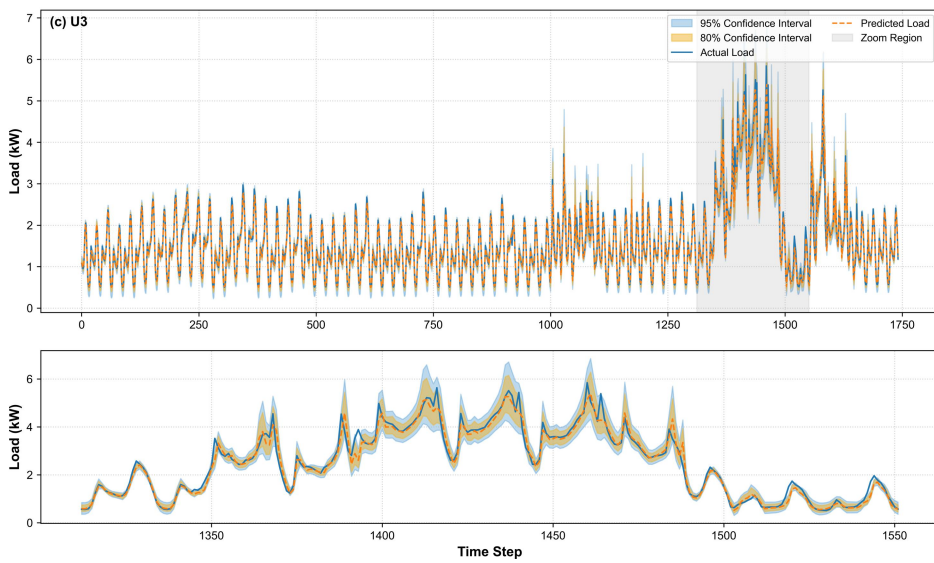 (c) U3
95% Confidence Interval
80% Confidence Interval
Actual Load
Predicted Load
Zoom Region
Load (kW)
7
6
5
4
3
2
1
0
0 250 500 750 1000 1250 1500 1750
Load (kW)
6
4
2
0
1350 1400 1450 1500 1550
Time Step